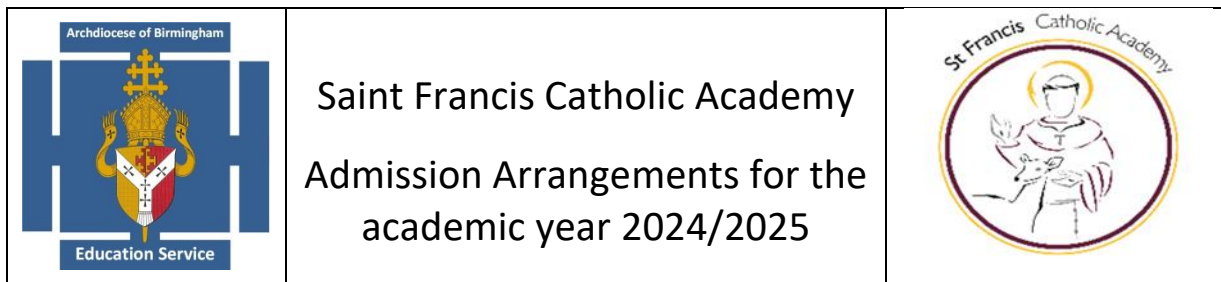 Archdiocese of Birmingham
Education Service
Saint Francis Catholic Academy
Admission Arrangements for the
academic year 2024/2025
St Francis Catholic Academy
T